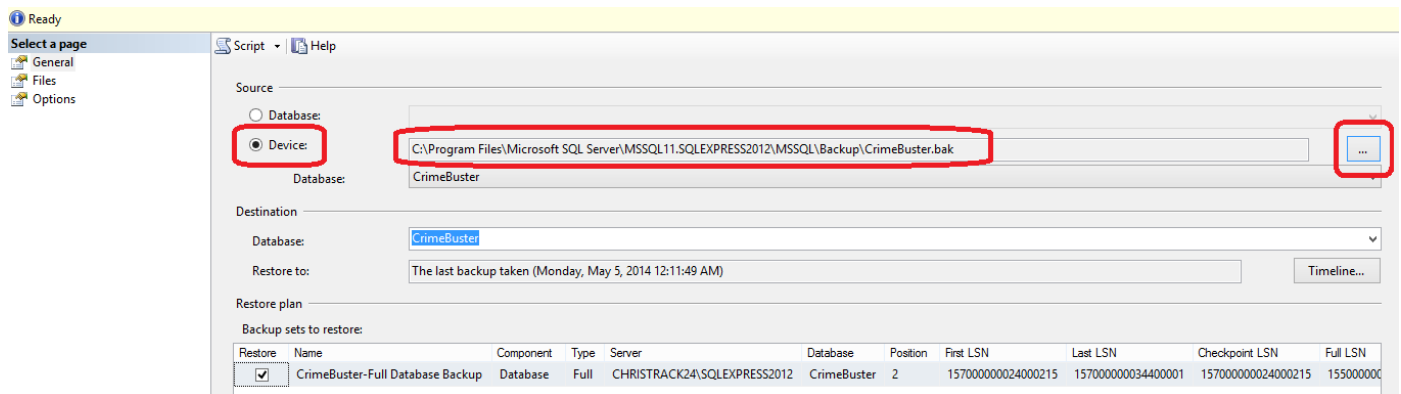 Ready
Select a page
General
Files
Options
Script Help
Source
Database:
Device: C:\Program Files\Microsoft SQL Server\MSSQL11.SQLEXPRESS2012\MSSQL\Backup\CrimeBuster.bak ...
Database: CrimeBuster
Destination
Database: CrimeBuster
Restore to: The last backup taken (Monday, May 5, 2014 12:11:49 AM) Timeline...
Restore plan
Backup sets to restore:
Restore Name Component Type Server Database Position First LSN Last LSN Checkpoint LSN Full LSN
CrimeBuster-Full Database Backup Database Full CHRISTRACK24\SQLEXPRESS2012 CrimeBuster 2 157000000024000215 157000000034400001 157000000024000215